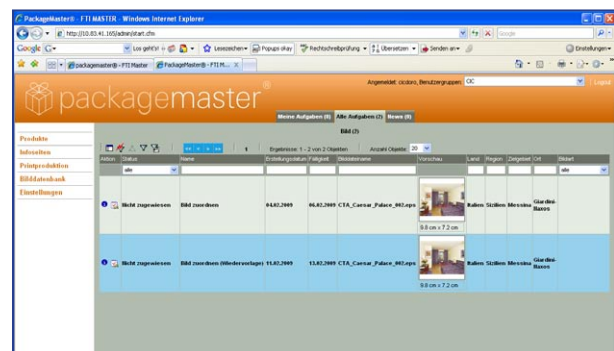 PackageMaster® - FTI MASTER - Windows Internet Explorer
http://10.83.41.165/admin/start.cfm
Google
Google G Los geht's! Lesezeichen Popups okay Rechtschreibprüfung Übersetzen Senden an Einstellungen
packagemaster® - FTI Master PackageMaster® - FTI M... X
Angemeldet: cicdoro, Benutzergruppen: CIC Logout
packagemaster®
Meine Aufgaben (0) Alle Aufgaben (2) News (0)
Bild (2)
Produkte
Infoseiten
Printproduktion
Bilddatenbank
Einstellungen
Ergebnisse: 1 - 2 von 2 Objekten Anzahl Objekte: 20
Aktion Status Name Erstellungsdatum Fälligkeit Bilddateiname Vorschau Land Region Zielgebiet Ort Bildart
alle alle
Nicht zugewiesen Bild zuordnen 04.02.2009 06.02.2009 CTA_Caesar_Palace_002.eps Italien Sizilien Messina Giardini-Naxos
9.8 cm x 7.2 cm
Nicht zugewiesen Bild zuordnen (Wiedervorlage) 11.02.2009 13.02.2009 CTA_Caesar_Palace_002.eps Italien Sizilien Messina Giardini-Naxos
9.8 cm x 7.2 cm